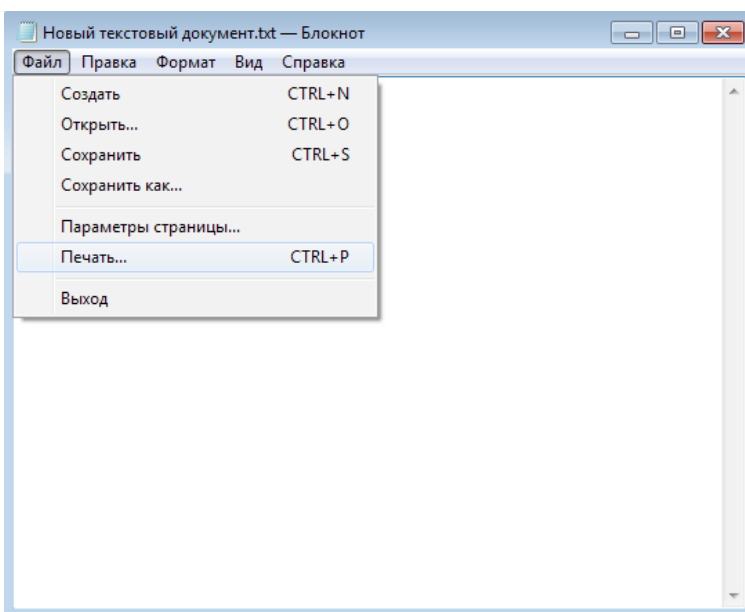 Новый текстовый документ.txt — Блокнот
Файл Правка Формат Вид Справка
Создать CTRL+N
Открыть... CTRL+O
Сохранить CTRL+S
Сохранить как...
Параметры страницы...
Печать... CTRL+P
Выход